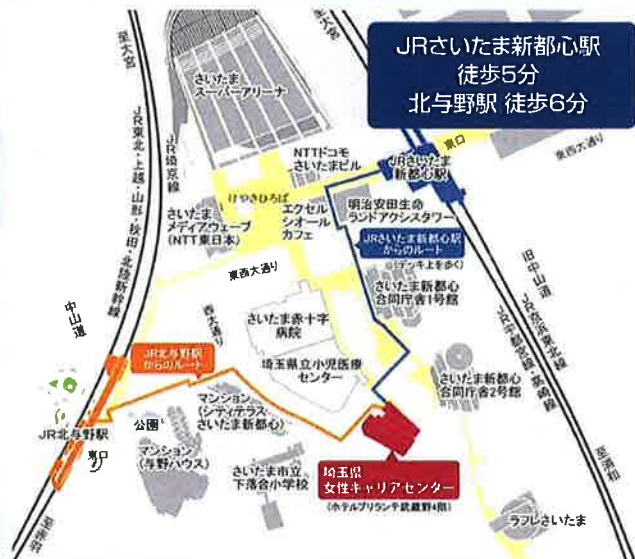 JRさいたま新都心駅
徒歩5分
北与野駅 徒歩6分
至大宮
至大宮
さいたま
スーパーアリーナ
JR東北・上越・山形・秋田・北陸新幹線
JR埼京線
NTTドコモ
さいたまビル
東口
JRさいたま
新都心駅
東西大通り
けやきひろば
さいたま
メディアウェーブ
(NTT東日本)
エクセル
シオール
カフェ
明治安田生命
ランドアクシスタワー
JRさいたま新都心駅
からのルート
(デッキ上を歩く)
東西大通り
さいたま新都心
合同庁舎1号館
旧中山道
JR京浜東北線
JR宇都宮線・高崎線
中山道
西大通り
さいたま赤十字
病院
埼玉県立小児医療
センター
JR北与野駅
からのルート
さいたま新都心
合同庁舎2号館
マンション
(シティテラス
さいたま新都心)
公園
JR北与野駅
東口
マンション
(与野ハウス)
さいたま市立
下落合小学校
埼玉県
女性キャリアセンター
(ホテルブリランテ武蔵野4階)
至浦和
ラフレさいたま